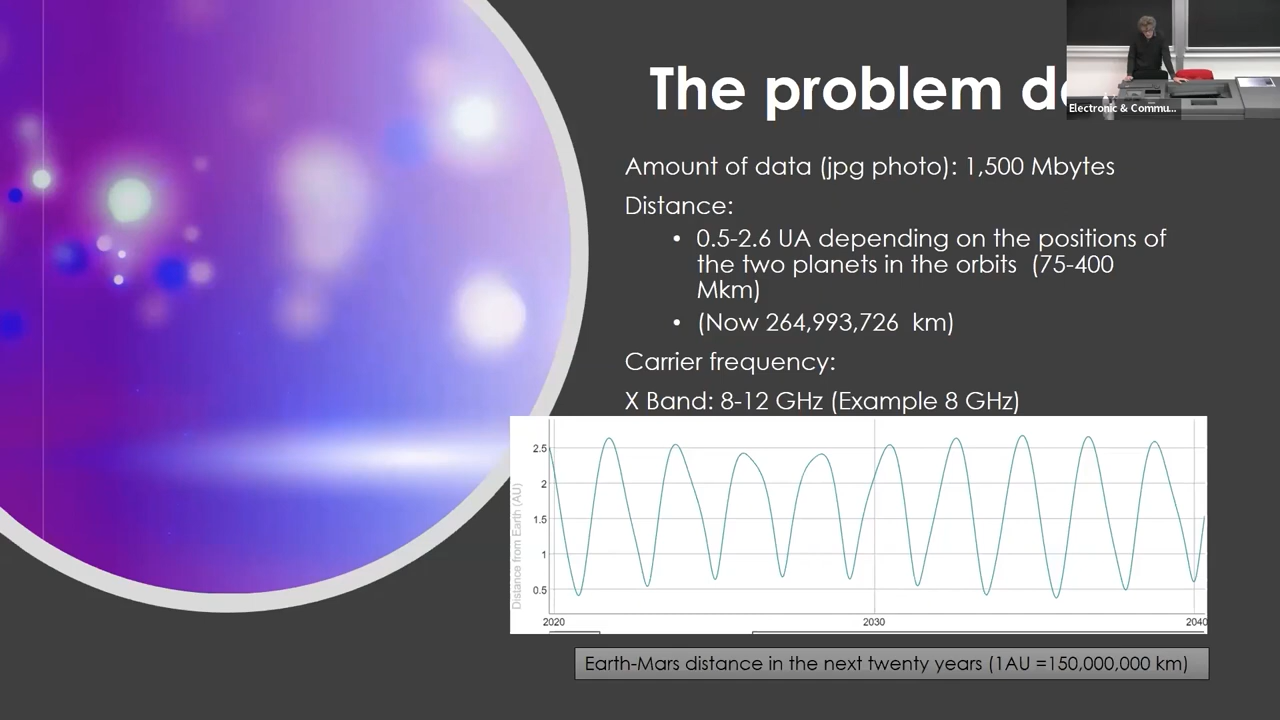 The problem d
Electronic & Commu...
Amount of data (jpg photo): 1,500 Mbytes
Distance:
• 0.5-2.6 UA depending on the positions of
the two planets in the orbits (75-400
Mkm)
• (Now 264,993,726 km)
Carrier frequency:
X Band: 8-12 GHz (Example 8 GHz)
Distance from Earth (AU)
2.5
2
1.5
1
0.5
2020 2030 2040
Earth-Mars distance in the next twenty years (1AU =150,000,000 km)